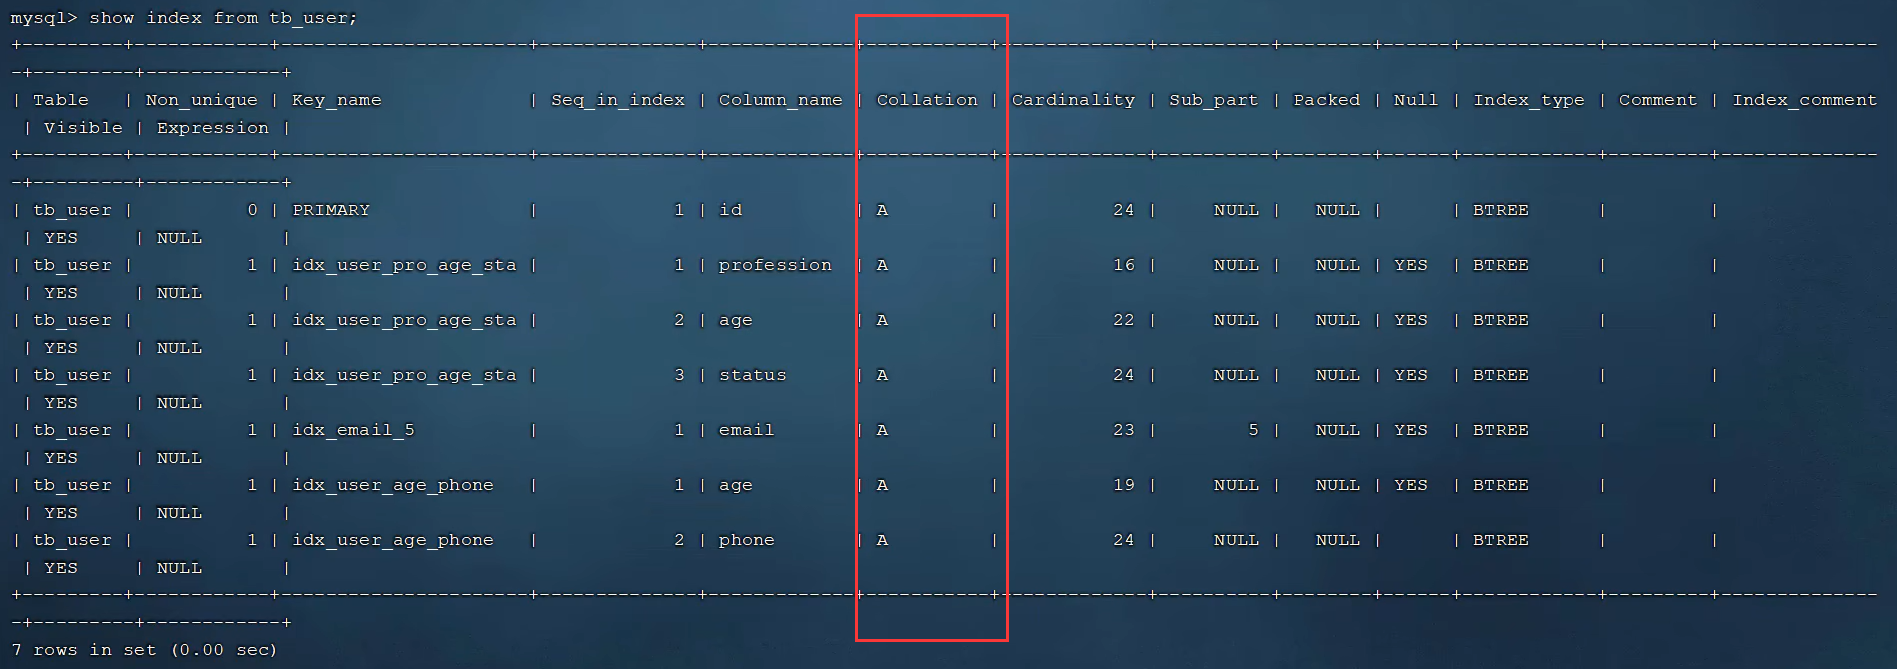 mysql> show index from tb_user;
+---------+------------+----------------------+--------------+-------------+-----------+-------------+----------+--------+------+------------+---------+--------------
-+---------+------------+
| Table   | Non_unique | Key_name             | Seq_in_index | Column_name | Collation | Cardinality | Sub_part | Packed | Null | Index_type | Comment | Index_comment
 | Visible | Expression |
+---------+------------+----------------------+--------------+-------------+-----------+-------------+----------+--------+------+------------+---------+--------------
-+---------+------------+
| tb_user |          0 | PRIMARY              |            1 | id          | A         |          24 |     NULL |   NULL |      | BTREE      |         |
 | YES     | NULL       |
| tb_user |          1 | idx_user_pro_age_sta |            1 | profession  | A         |          16 |     NULL |   NULL | YES  | BTREE      |         |
 | YES     | NULL       |
| tb_user |          1 | idx_user_pro_age_sta |            2 | age         | A         |          22 |     NULL |   NULL | YES  | BTREE      |         |
 | YES     | NULL       |
| tb_user |          1 | idx_user_pro_age_sta |            3 | status      | A         |          24 |     NULL |   NULL | YES  | BTREE      |         |
 | YES     | NULL       |
| tb_user |          1 | idx_email_5          |            1 | email       | A         |          23 |        5 |   NULL | YES  | BTREE      |         |
 | YES     | NULL       |
| tb_user |          1 | idx_user_age_phone   |            1 | age         | A         |          19 |     NULL |   NULL | YES  | BTREE      |         |
 | YES     | NULL       |
| tb_user |          1 | idx_user_age_phone   |            2 | phone       | A         |          24 |     NULL |   NULL |      | BTREE      |         |
 | YES     | NULL       |
+---------+------------+----------------------+--------------+-------------+-----------+-------------+----------+--------+------+------------+---------+--------------
-+---------+------------+
7 rows in set (0.00 sec)